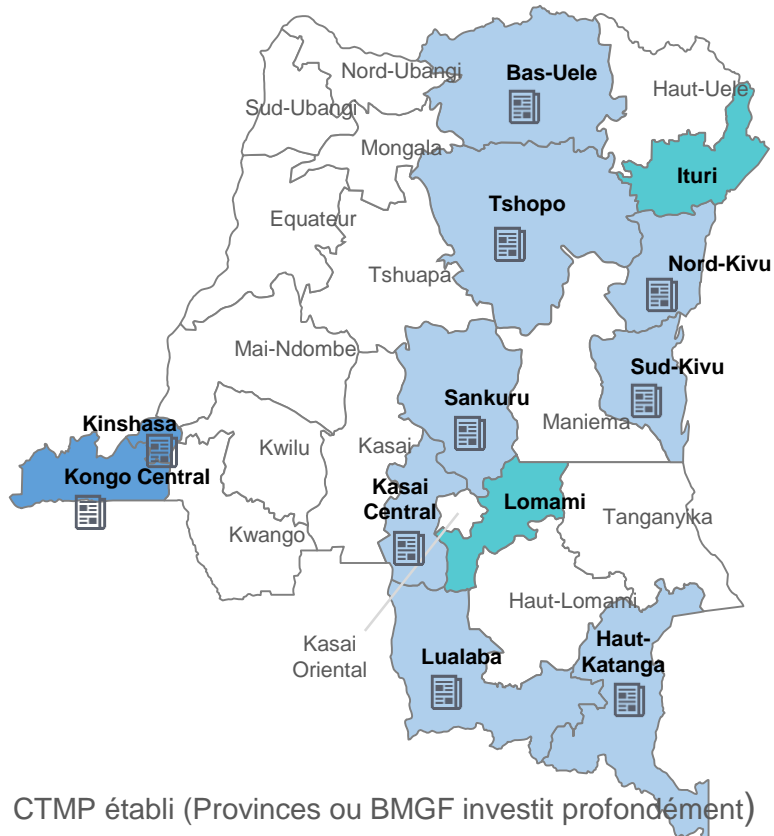 Nord-Ubangi
Bas-Uele
Haut-Uele
Sud-Ubangi
Mongala
Ituri
Equateur
Tshopo
Tshuapa
Nord-Kivu
Mai-Ndombe
Sankuru
Sud-Kivu
Kinshasa
Kwilu
Kasai
Maniema
Kongo Central
Kasai
Central
Lomami
Tanganyika
Kwango
Haut-Lomami
Kasai
Oriental
Lualaba
Haut-
Katanga
CTMP établi (Provinces ou BMGF investit profondément)